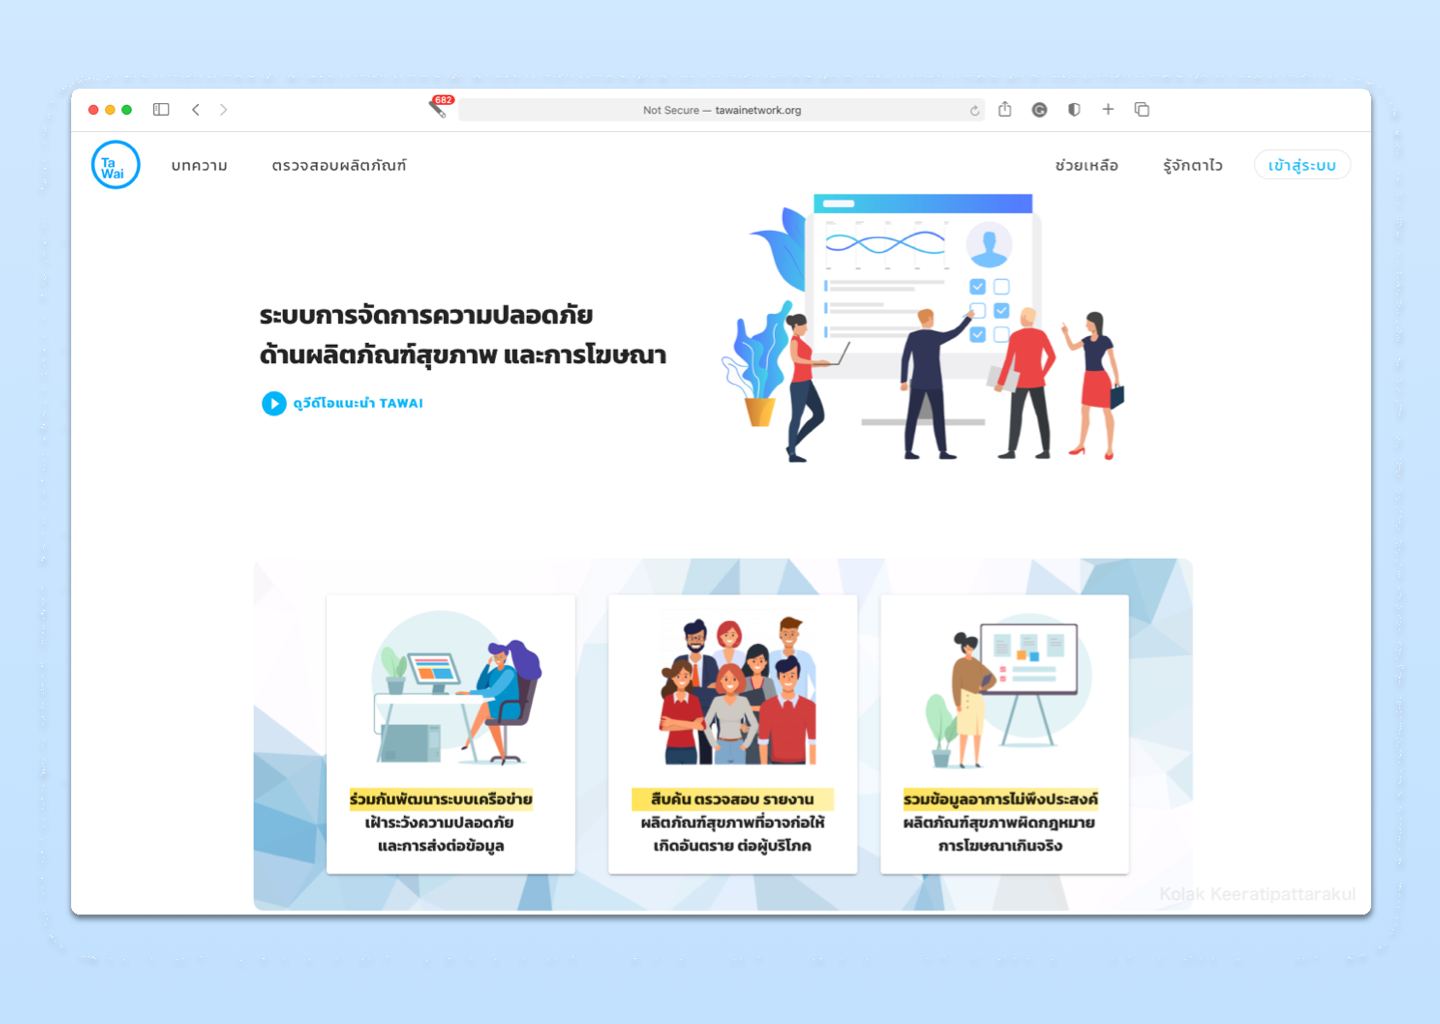 682
Not Secure — tawainetwork.org
Ta
Wai
บทความ
ตรวจสอบผลิตภัณฑ์
ช่วยเหลือ
รู้จักตาไว
เข้าสู่ระบบ
ระบบการจัดการความปลอดภัย
ด้านผลิตภัณฑ์สุขภาพ และการโฆษณา
ดูวีดีโอแนะนำ TAWAI
ร่วมกันพัฒนาระบบเครือข่าย
เฝ้าระวังความปลอดภัย
และการส่งต่อข้อมูล
สืบค้น ตรวจสอบ รายงาน
ผลิตภัณฑ์สุขภาพที่อาจก่อให้
เกิดอันตราย ต่อผู้บริโภค
รวมข้อมูลอาการไม่พึงประสงค์
ผลิตภัณฑ์สุขภาพผิดกฎหมาย
การโฆษณาเกินจริง
Kolak Keeratipattarakul